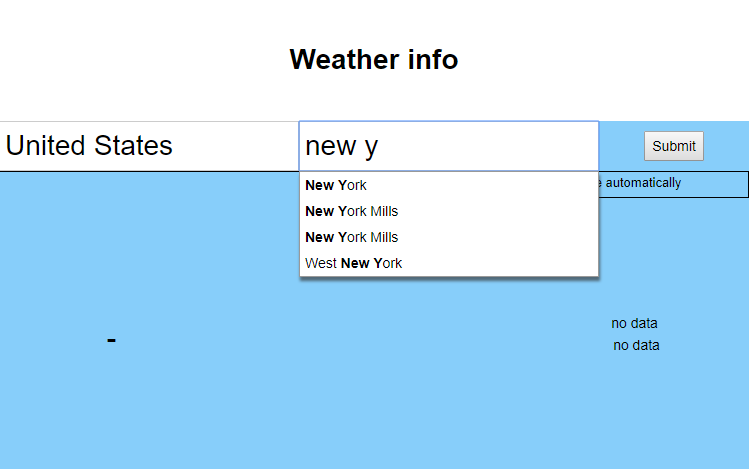 Weather info
United States
new y
Submit
automatically
New York
New York Mills
New York Mills
West New York
-
no data
no data